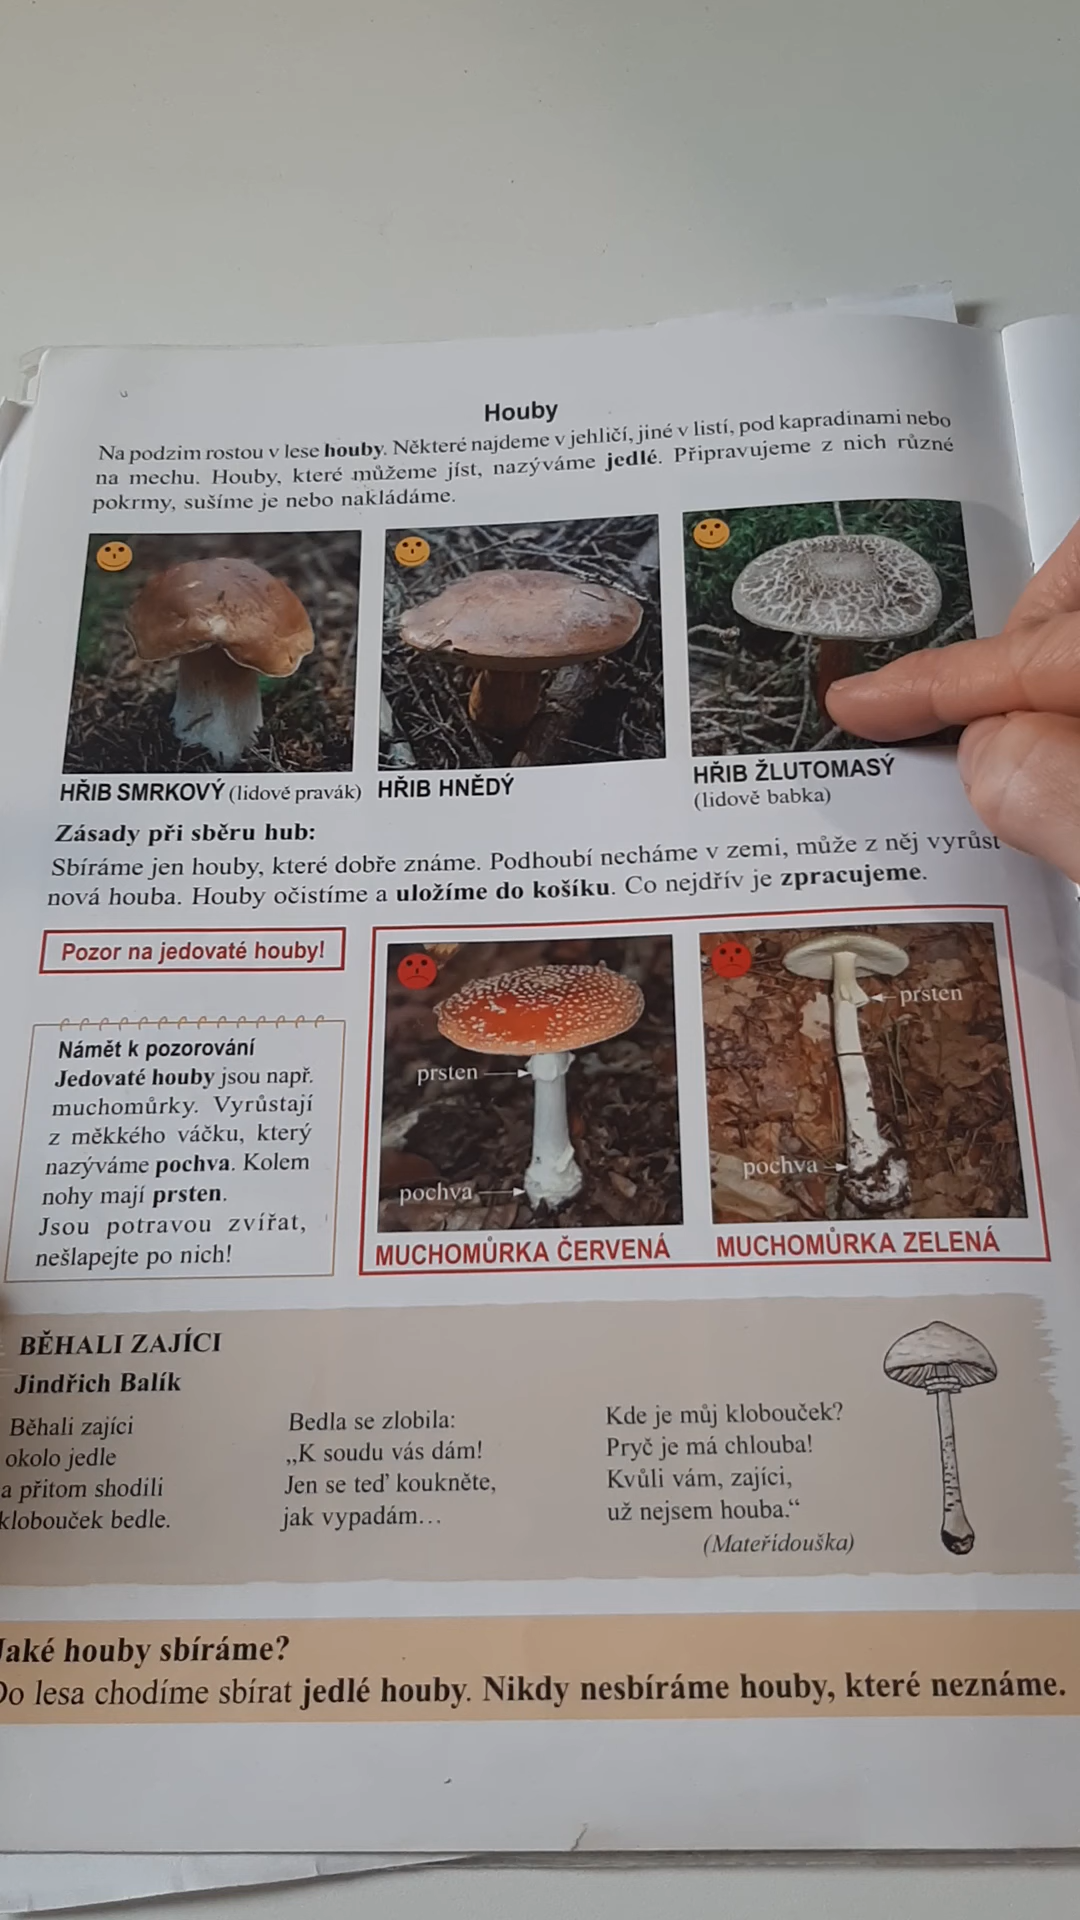 Houby
Na podzim rostou v lese houby. Některé najdeme v jehličí, jiné v listí, pod kapradinami nebo
na mechu. Houby, které můžeme jíst, nazýváme jedlé. Připravujeme z nich různé
pokrmy, sušíme je nebo nakládáme.
HŘIB SMRKOVÝ (lidově pravák)
HŘIB HNĚDÝ
HŘIB ŽLUTOMASÝ
(lidově babka)
Zásady při sběru hub:
Sbíráme jen houby, které dobře známe. Podhoubí necháme v zemi, může z něj vyrůst
nová houba. Houby očistíme a uložíme do košíku. Co nejdřív je zpracujeme.
Pozor na jedovaté houby!
Námět k pozorování
Jedovaté houby jsou např.
muchomůrky. Vyrůstají
z měkkého váčku, který
nazýváme pochva. Kolem
nohy mají prsten.
Jsou potravou zvířat,
nešlapejte po nich!
prsten
pochva
MUCHOMŮRKA ČERVENÁ
prsten
pochva
MUCHOMŮRKA ZELENÁ
BĚHALI ZAJÍCI
Jindřich Balík
Běhali zajíci
okolo jedle
a přitom shodili
klobouček bedle.
Bedla se zlobila:
„K soudu vás dám!
Jen se teď koukněte,
jak vypadám…
Kde je můj klobouček?
Pryč je má chlouba!
Kvůli vám, zajíci,
už nejsem houba.“
(Mateřídouška)
Jaké houby sbíráme?
Do lesa chodíme sbírat jedlé houby. Nikdy nesbíráme houby, které neznáme.